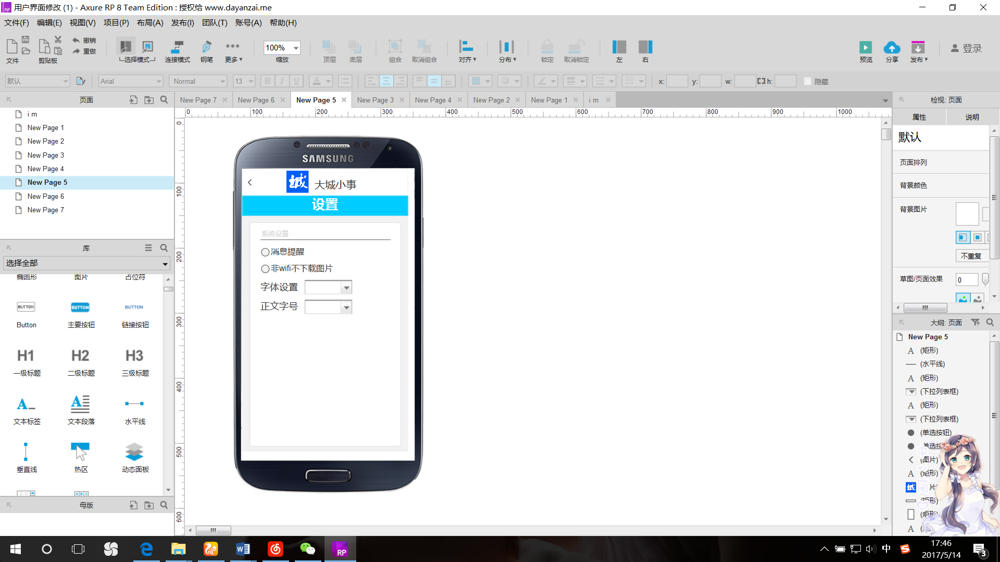 用户界面修改 (1) - Axure RP 8 Team Edition : 授权给 www.dayanzai.me
文件(F) 编辑(E) 视图(V) 项目(P) 布局(A) 发布(I) 团队(T) 账号(A) 帮助(H)
撤销
重做
文件 剪贴板 选择模式 连接模式 钢笔 更多 100% 缩放 顶层 底层 组合 取消组合 对齐 分布 锁定 取消锁定 左 右 预览 分享 发布 登录
默认 Arial Normal 13 B I U x: y: w: h: 隐藏
页面
i m
New Page 1
New Page 2
New Page 3
New Page 4
New Page 5
New Page 6
New Page 7
库
选择全部
椭圆形 图片 占位符
BUTTON BUTTON BUTTON
Button 主要按钮 链接按钮
H1 H2 H3
一级标题 二级标题 三级标题
文本标签 文本段落 水平线
垂直线 热区 动态面板
母版
New Page 7 New Page 6 New Page 5 New Page 3 New Page 4 New Page 2 New Page 1 i m
0 100 200 300 400 500 600 700 800 900 1000
0
100
200
300
400
500
600
SAMSUNG
城 大城小事
设置
系统设置
消息提醒
非wifi不下载图片
字体设置
正文字号
检视: 页面
属性 说明
默认
页面排列
背景颜色
背景图片
不重复
草图/页面效果 0
大纲: 页面
New Page 5
A (矩形)
(水平线)
A (矩形)
(下拉列表框)
A (矩形)
(下拉列表框)
(单选按钮)
单选按
(图片)
A (矩形)
城 片)
(矩形)
(矩形)
A
RP
中
17:46
2017/5/14
3